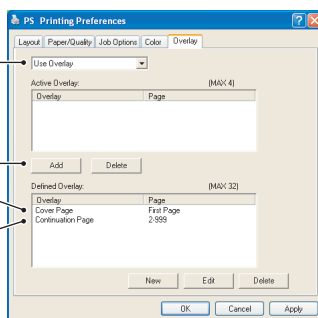 PS Printing Preferences
Layout Paper/Quality Job Options Color Overlay
Use Overlay
Active Overlay: (MAX 4)
Overlay Page
Add Delete
Defined Overlay: (MAX 32)
Overlay Page
Cover Page First Page
Continuation Page 2-999
New Edit Delete
OK Cancel Apply